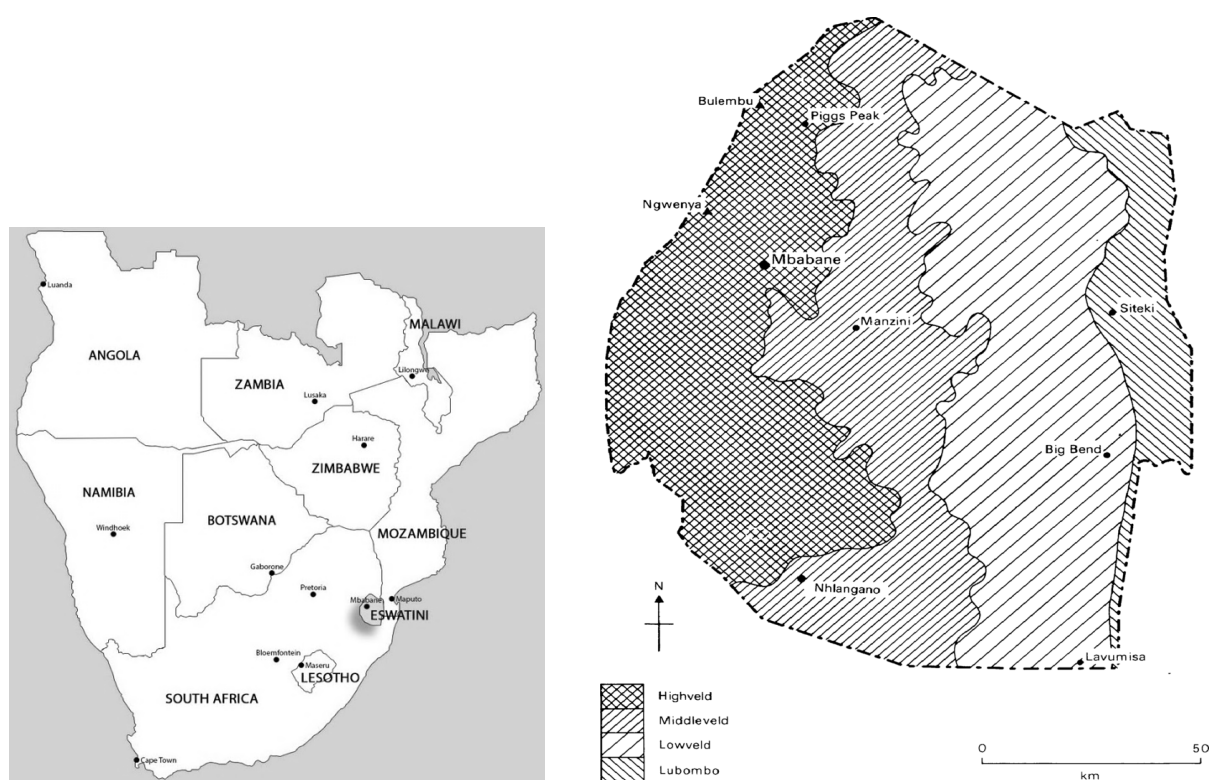 Luanda
ANGOLA
MALAWI
Lilongwe
ZAMBIA
Lusaka
Harare
ZIMBABWE
NAMIBIA
Windhoek
BOTSWANA
MOZAMBIQUE
Gaborone
Pretoria
Mbabane
Maputo
ESWATINI
Bloemfontein
Maseru
LESOTHO
SOUTH AFRICA
Cape Town
Bulembu
Piggs Peak
Ngwenya
Mbabane
Manzini
Siteki
Big Bend
Nhlangano
Lavumisa
N
Highveld
Middleveld
Lowveld
Lubombo
0 50
km